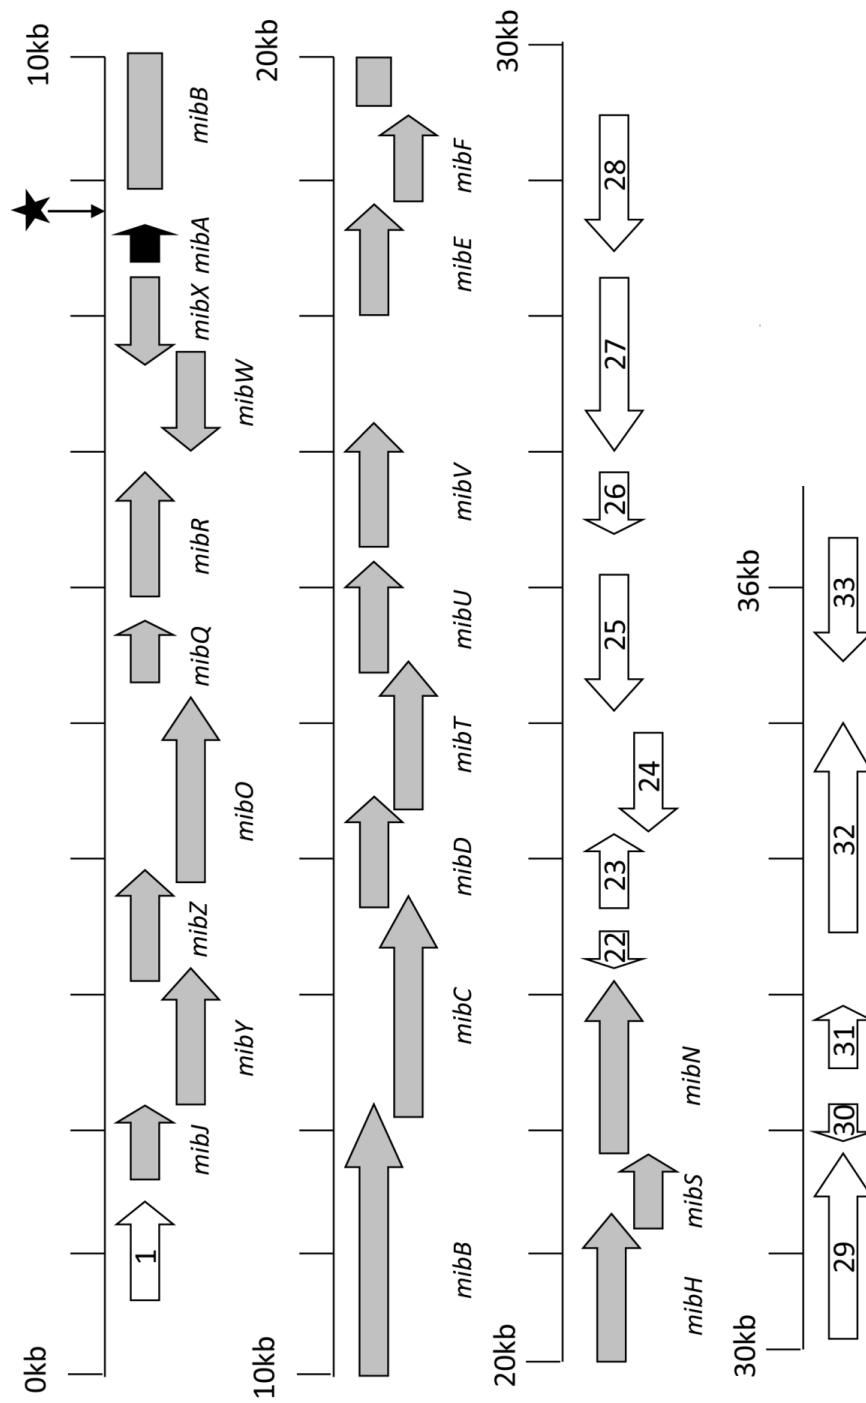 0kb 10kb
1 mibJ mibY mibZ mibO mibQ mibR mibW mibX mibA mibB
10kb 20kb
mibB mibC mibD mibT mibU mibV mibE mibF
20kb 30kb
mibH mibS mibN 22 23 24 25 26 27 28
30kb 36kb
29 30 31 32 33